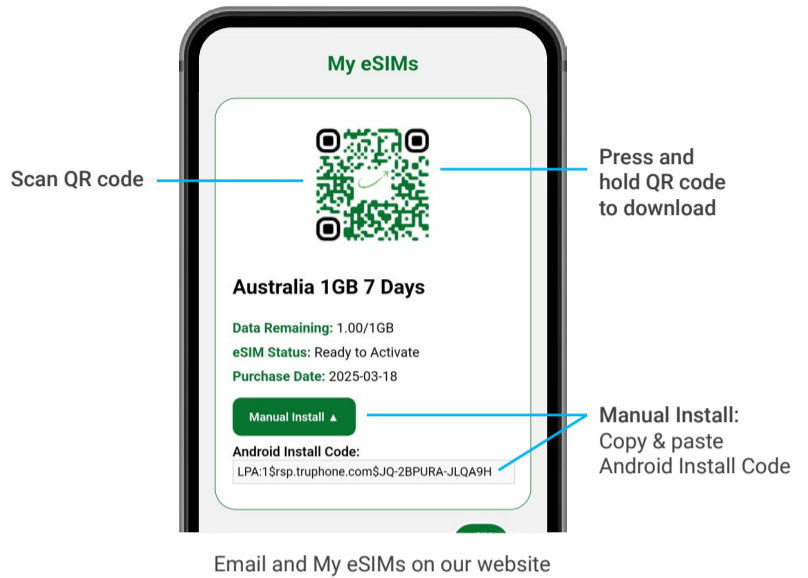 My eSIMs
Scan QR code
Press and
hold QR code
to download
Australia 1GB 7 Days
Data Remaining: 1.00/1GB
eSIM Status: Ready to Activate
Purchase Date: 2025-03-18
Manual Install ▲
Android Install Code:
LPA:1$rsp.truphone.com$JQ-2BPURA-JLQA9H
Manual Install:
Copy & paste
Android Install Code
Email and My eSIMs on our website